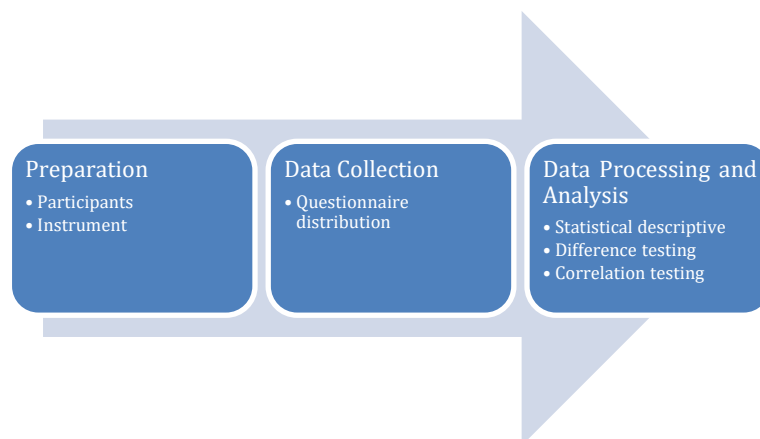 Preparation
• Participants
• Instrument
Data Collection
• Questionnaire
distribution
Data Processing and
Analysis
• Statistical descriptive
• Difference testing
• Correlation testing